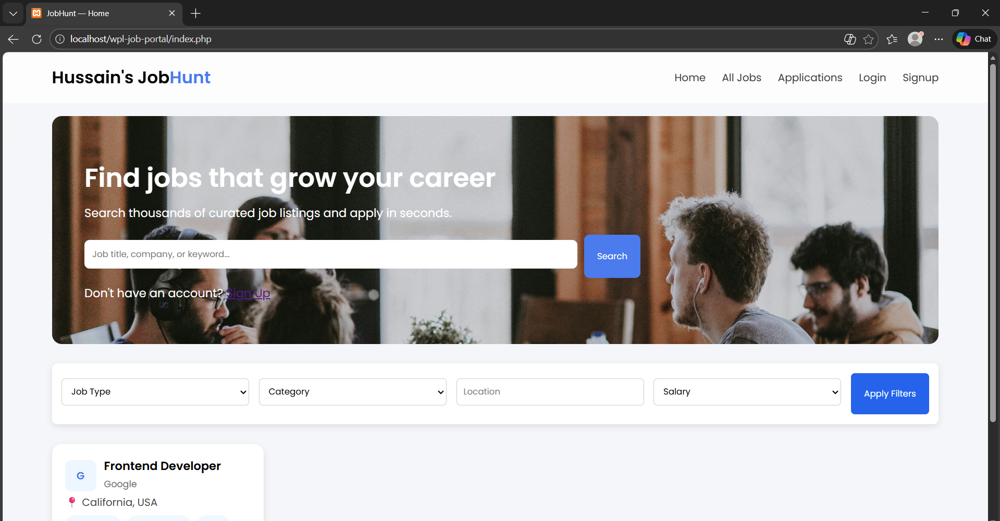 JobHunt — Home
localhost/wpl-job-portal/index.php
Chat
Hussain's JobHunt
Home All Jobs Applications Login Signup
Find jobs that grow your career
Search thousands of curated job listings and apply in seconds.
Job title, company, or keyword...
Search
Don't have an account? Sign Up
Job Type
Category
Location
Salary
Apply Filters
G
Frontend Developer
Google
California, USA